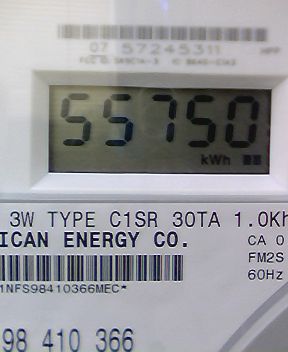 07 57245311
55750
kWh
3W TYPE C1SR 30TA 1.0Kh
ICAN ENERGY CO.
CA 0
FM2S
60Hz
1NFS98410366MEC*
98 410 366